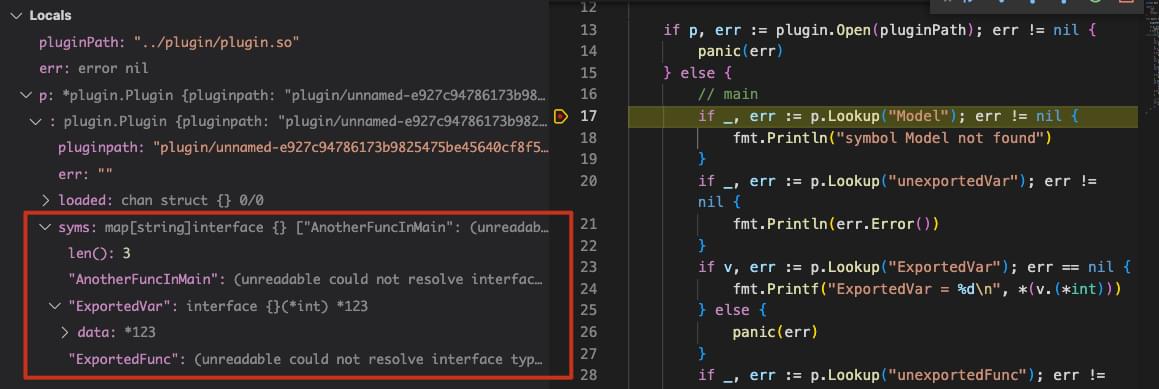 Locals
pluginPath: "../plugin/plugin.so"
err: error nil
p: *plugin.Plugin {pluginpath: "plugin/unnamed-e927c94786173b98…
: plugin.Plugin {pluginpath: "plugin/unnamed-e927c94786173b982…
pluginpath: "plugin/unnamed-e927c94786173b9825475be45640cf8f5…
err: ""
loaded: chan struct {} 0/0
syms: map[string]interface {} ["AnotherFuncInMain": (unreadab…
len(): 3
"AnotherFuncInMain": (unreadable could not resolve interfac…
"ExportedVar": interface {}(*int) *123
data: *123
"ExportedFunc": (unreadable could not resolve interface typ…
12
13 if p, err := plugin.Open(pluginPath); err != nil {
14 panic(err)
15 } else {
16 // main
17 if _, err := p.Lookup("Model"); err != nil {
18 fmt.Println("symbol Model not found")
19 }
20 if _, err := p.Lookup("unexportedVar"); err !=
nil {
21 fmt.Println(err.Error())
22 }
23 if v, err := p.Lookup("ExportedVar"); err == nil {
24 fmt.Printf("ExportedVar = %d\n", *(v.(*int)))
25 } else {
26 panic(err)
27 }
28 if _, err := p.Lookup("unexportedFunc"); err !=